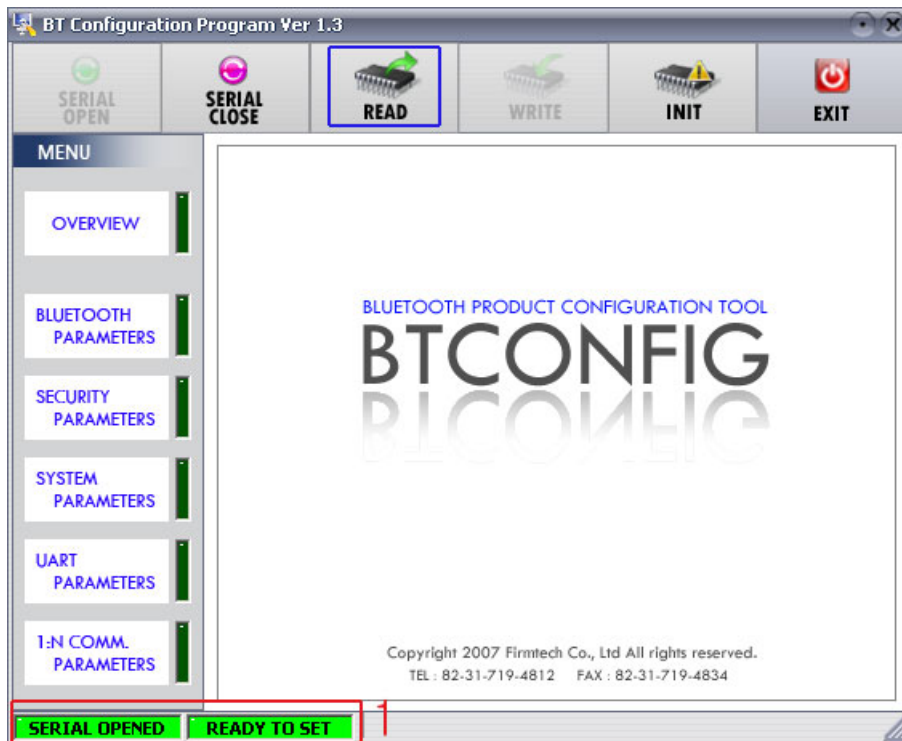 BT Configuration Program Ver 1.3
SERIAL OPEN
SERIAL CLOSE
READ
WRITE
INIT
EXIT
MENU
OVERVIEW
BLUETOOTH
PARAMETERS
SECURITY
PARAMETERS
SYSTEM
PARAMETERS
UART
PARAMETERS
1:N COMM.
PARAMETERS
BLUETOOTH PRODUCT CONFIGURATION TOOL
BTCONFIG
Copyright 2007 Firmtech Co., Ltd All rights reserved.
TEL : 82-31-719-4812 FAX : 82-31-719-4834
SERIAL OPENED
READY TO SET
1